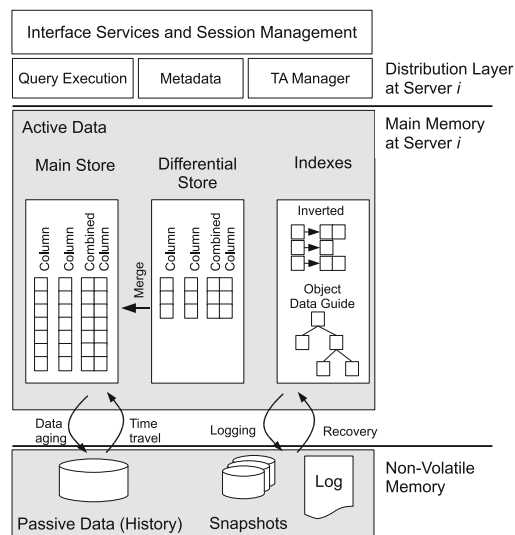 Interface Services and Session Management
Query Execution
Metadata
TA Manager
Distribution Layer
at Server i
Active Data
Main Memory
at Server i
Main Store
Differential
Store
Indexes
Column
Column
Combined
Column
Merge
Column
Column
Combined
Column
Inverted
Object
Data Guide
Data
aging
Time
travel
Logging
Recovery
Non-Volatile
Memory
Passive Data (History)
Snapshots
Log